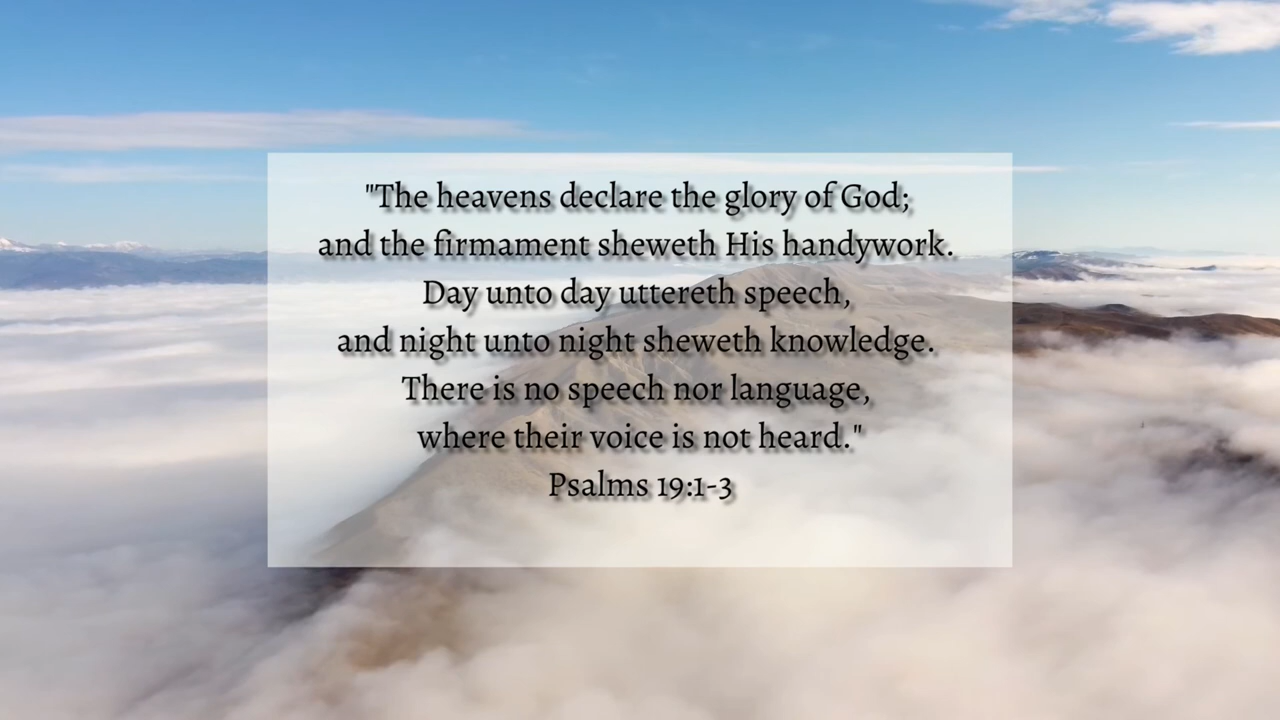 "The heavens declare the glory of God;
and the firmament sheweth His handywork.
Day unto day uttereth speech,
and night unto night sheweth knowledge.
There is no speech nor language,
where their voice is not heard."
Psalms 19:1-3